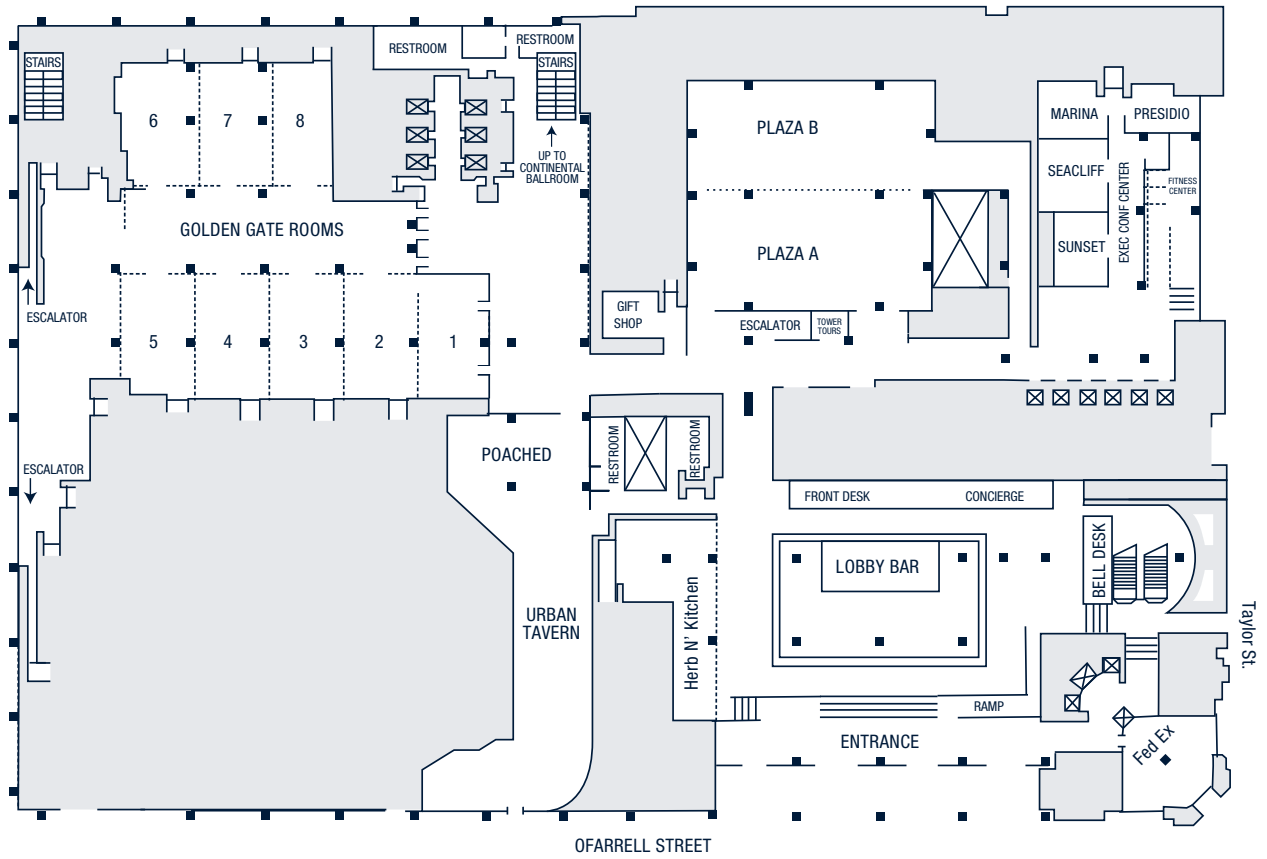 RESTROOM
RESTROOM
STAIRS
STAIRS
6
7
8
UP TO
CONTINENTAL
BALLROOM
PLAZA B
MARINA
PRESIDIO
SEACLIFF
FITNESS
CENTER
EXEC CONF CENTER
SUNSET
GOLDEN GATE ROOMS
PLAZA A
ESCALATOR
GIFT
SHOP
ESCALATOR
TOWER
TOURS
5
4
3
2
1
POACHED
RESTROOM
RESTROOM
ESCALATOR
FRONT DESK
CONCIERGE
BELL DESK
LOBBY BAR
URBAN
TAVERN
Herb N' Kitchen
Taylor St.
RAMP
ENTRANCE
Fed Ex
OFARRELL STREET